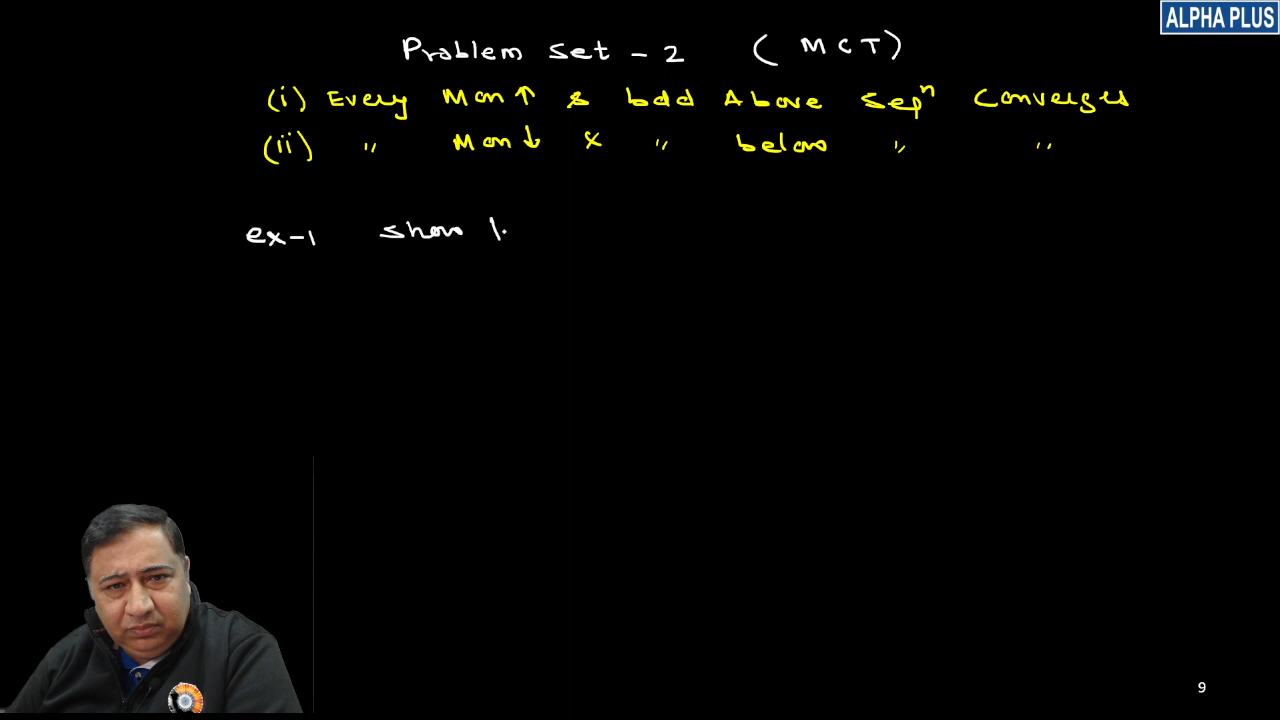 ALPHA PLUS
Problem set - 2 (MCT)
(i) Every Mon↑ & bdd Above seqⁿ Converges
(ii) " Mon↓ & " below " "
ex-1 show
9